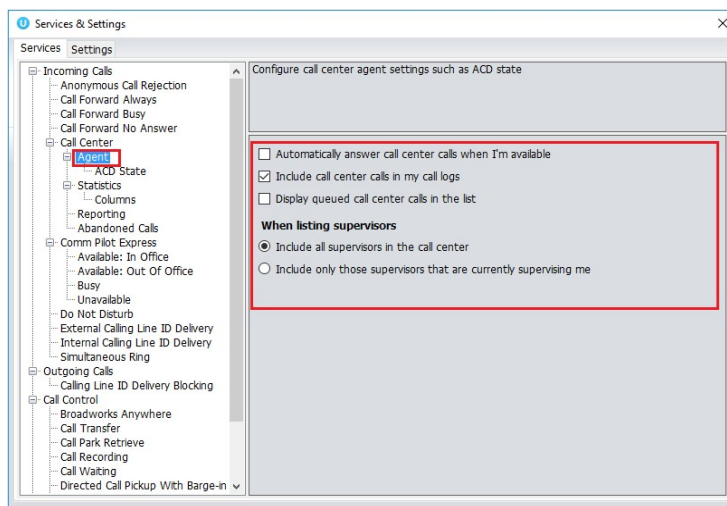 Services & Settings
Services Settings
Incoming Calls
Anonymous Call Rejection
Call Forward Always
Call Forward Busy
Call Forward No Answer
Call Center
Agent
ACD State
Statistics
Columns
Reporting
Abandoned Calls
Comm Pilot Express
Available: In Office
Available: Out Of Office
Busy
Unavailable
Do Not Disturb
External Calling Line ID Delivery
Internal Calling Line ID Delivery
Simultaneous Ring
Outgoing Calls
Calling Line ID Delivery Blocking
Call Control
Broadworks Anywhere
Call Transfer
Call Park Retrieve
Call Recording
Call Waiting
Directed Call Pickup With Barge-in
Configure call center agent settings such as ACD state
Automatically answer call center calls when I'm available
Include call center calls in my call logs
Display queued call center calls in the list
When listing supervisors
Include all supervisors in the call center
Include only those supervisors that are currently supervising me